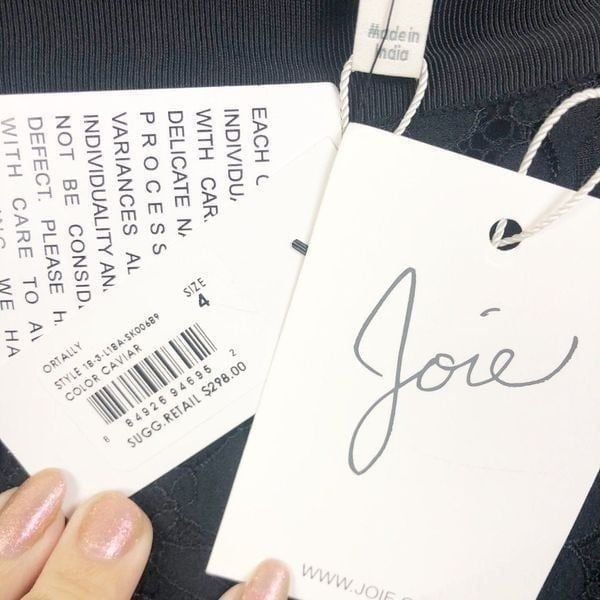 Made in
India
EACH
INDIVIDU
WITH CAR
DELICATE
PROCESS
VARIANCES
INDIVIDUALITY AN
NOT BE CONSID
DEFECT. PLEASE
WITH CARE TO
WE HA
SIZE
4
ORTALLY
STYLE 18-3-L18A-SK00689
COLOR CAVIAR
8 84926 94695 2
SUGG.RETAIL $298.00
Joie
WWW.JOIE.